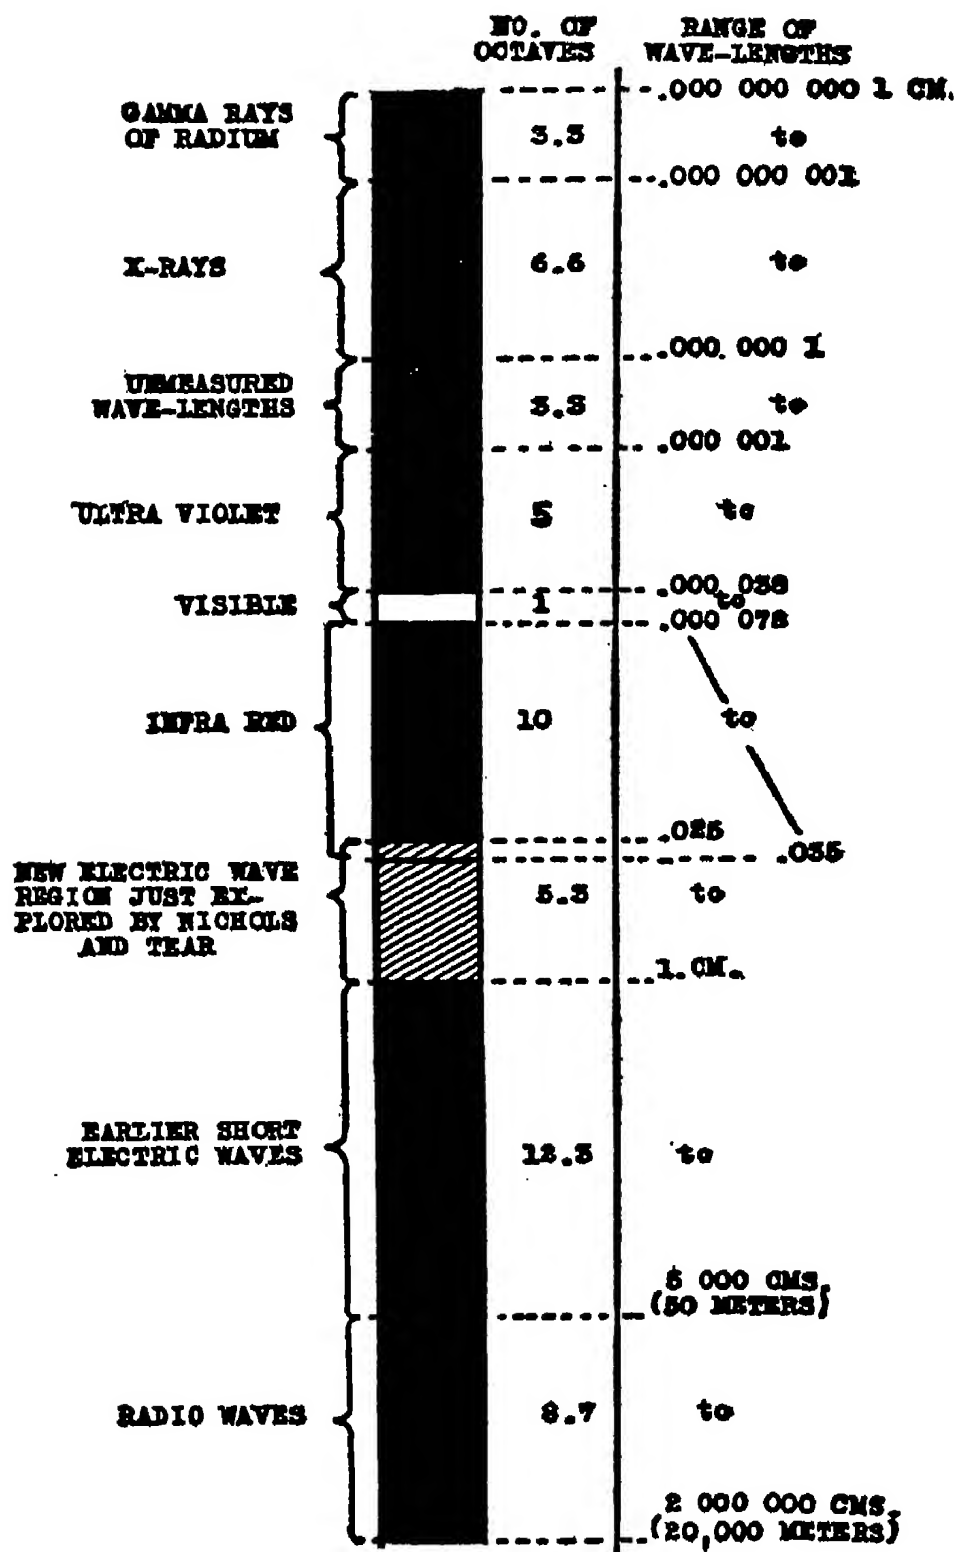 NO. OF OCTAVES
RANGE OF WAVE-LENGTHS
.000 000 000 1 CM.
GAMMA RAYS
OF RADIUM
3.3
to
.000 000 001
X-RAYS
6.6
to
.000 000 1
UNMEASURED
WAVE-LENGTHS
3.3
to
.000 001
ULTRA VIOLET
5
to
.000 038
VISIBLE
1
to
.000 078
INFRA RED
10
to
.025
.035
NEW ELECTRIC WAVE
REGION JUST EX-
PLORED BY NICHOLS
AND TEAR
5.3
to
1 CM.
EARLIER SHORT
ELECTRIC WAVES
12.3
to
5 000 CMS.
(50 METERS)
RADIO WAVES
8.7
to
2 000 000 CMS.
(20,000 METERS)